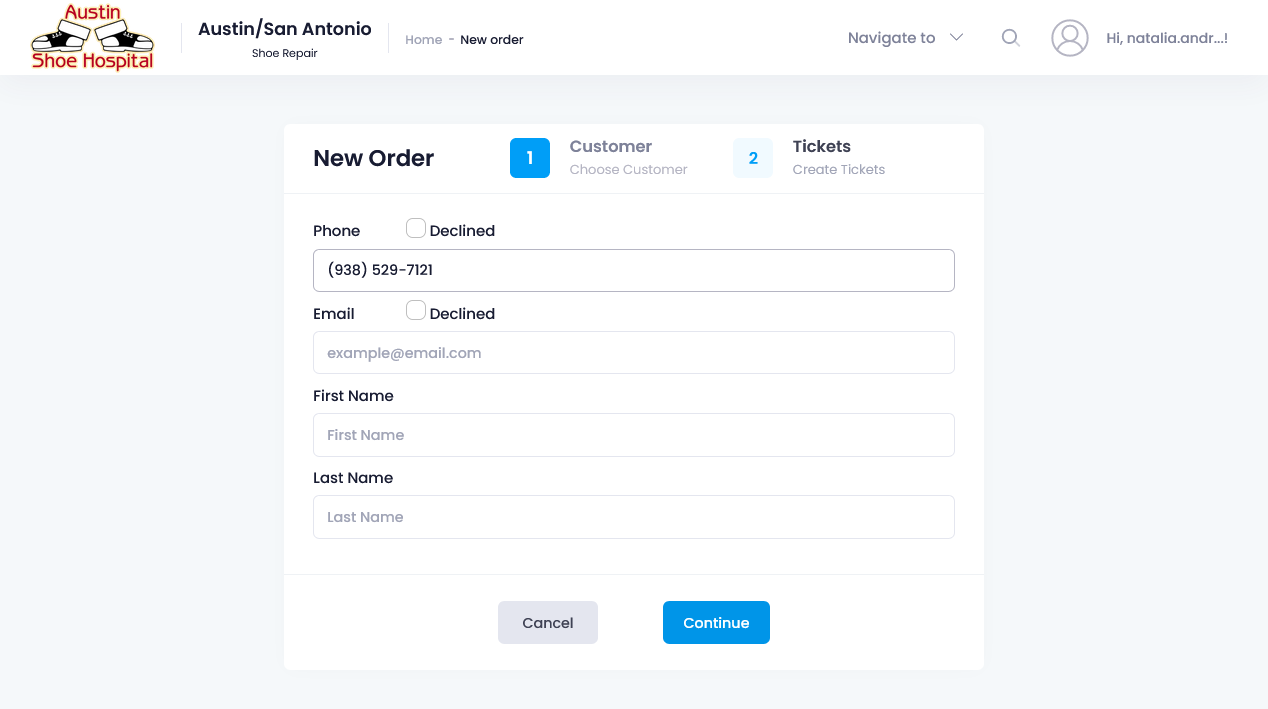 Austin
Shoe Hospital
Austin/San Antonio
Shoe Repair
Home - New order
Navigate to
Hi, natalia.andr...!
New Order
1
Customer
Choose Customer
2
Tickets
Create Tickets
Phone Declined
(938) 529-7121
Email Declined
example@email.com
First Name
First Name
Last Name
Last Name
Cancel
Continue